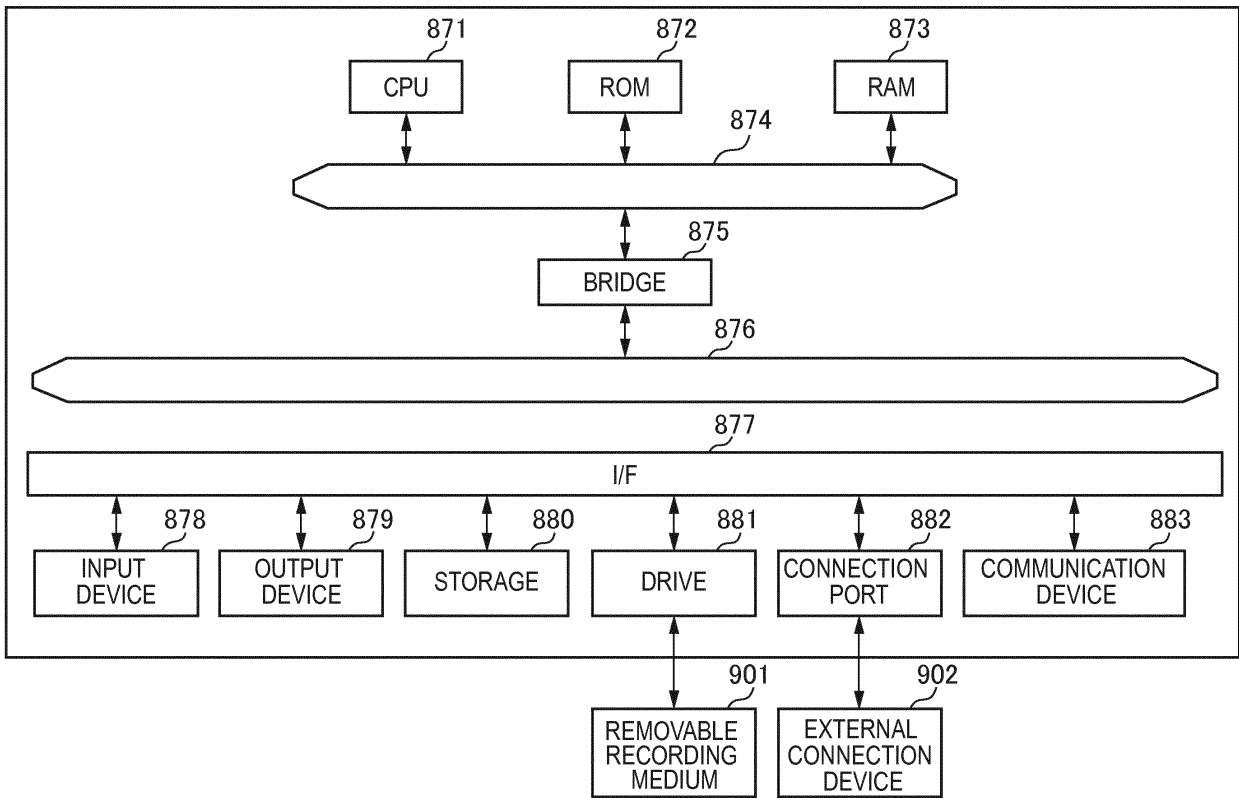 871
872
873
CPU
ROM
RAM
874
875
BRIDGE
876
877
I/F
878
879
880
881
882
883
INPUT
DEVICE
OUTPUT
DEVICE
STORAGE
DRIVE
CONNECTION
PORT
COMMUNICATION
DEVICE
901
902
REMOVABLE
RECORDING
MEDIUM
EXTERNAL
CONNECTION
DEVICE